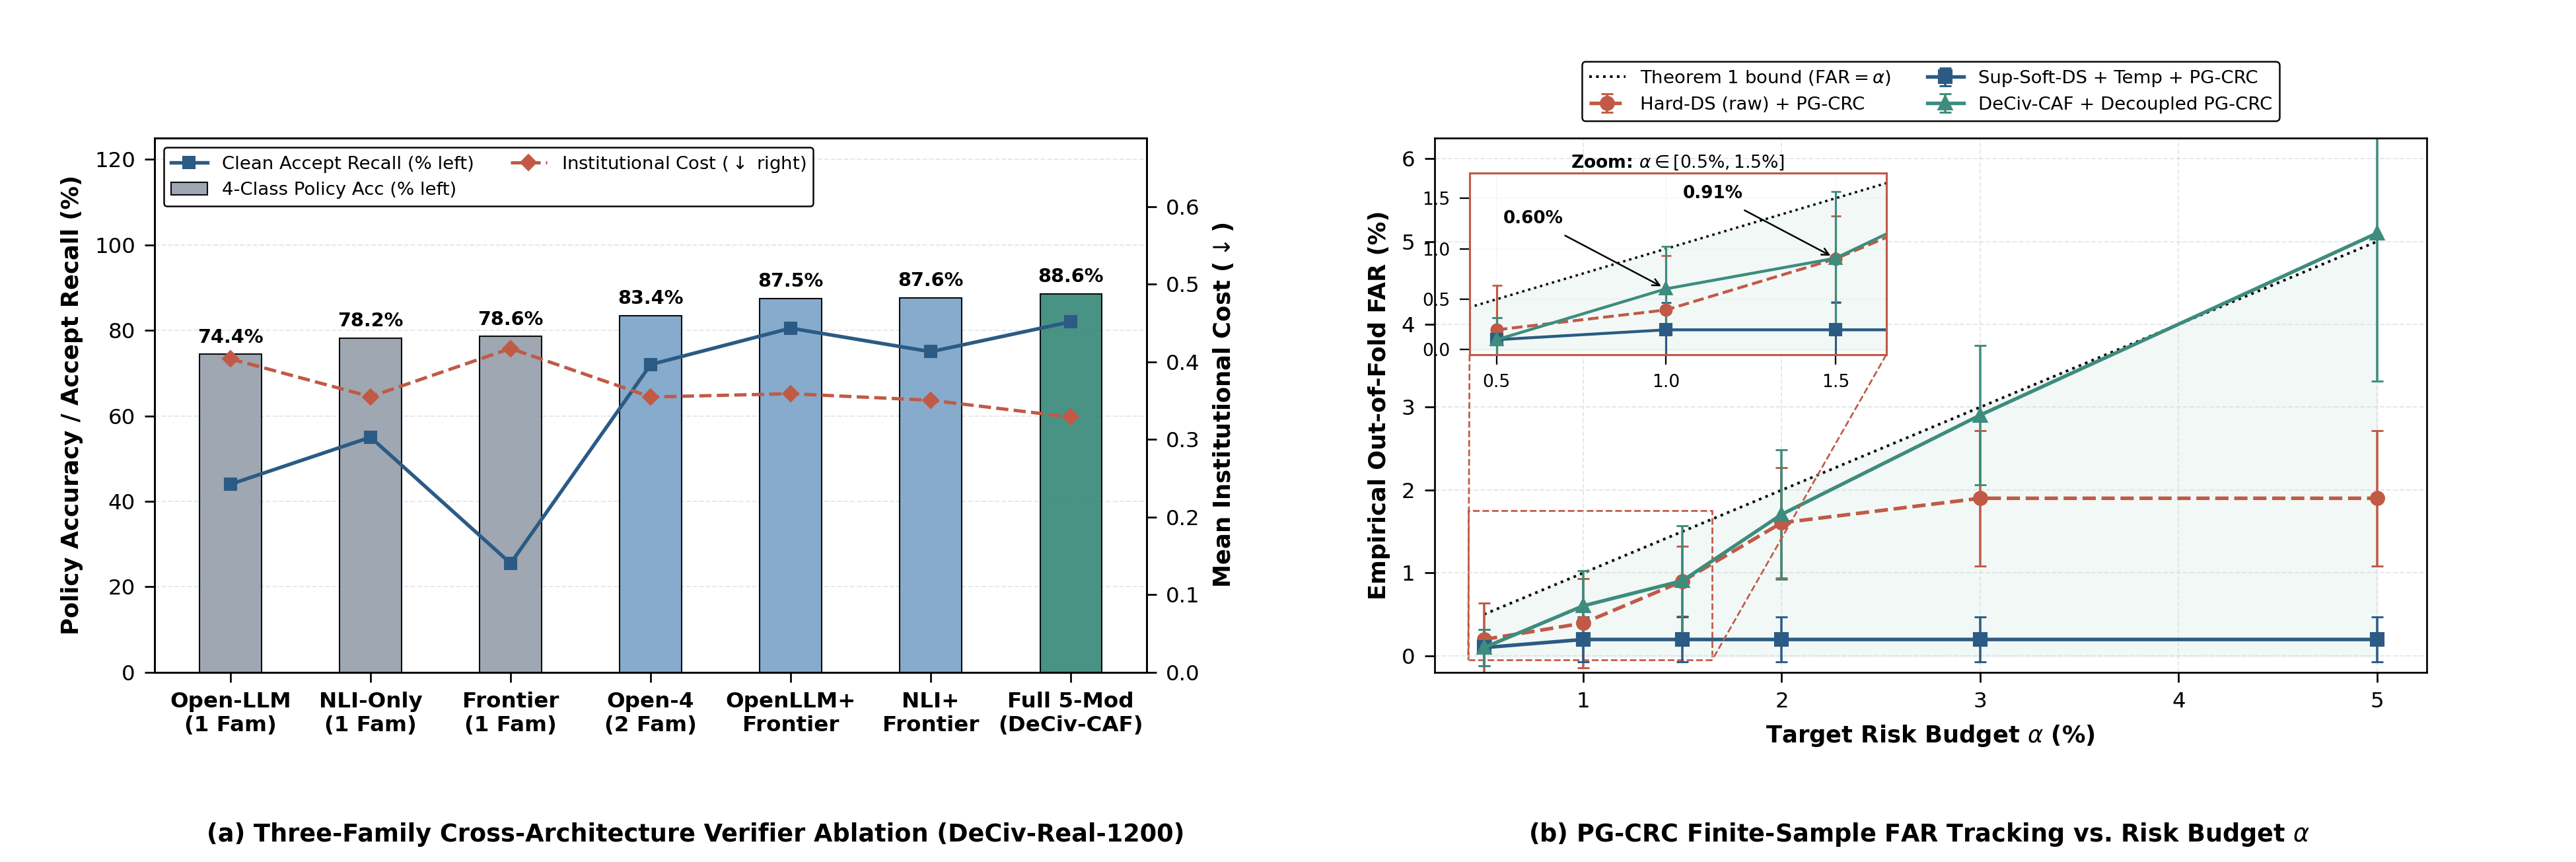 Clean Accept Recall (% left)
4-Class Policy Acc (% left)
Institutional Cost (↓ right)
Policy Accuracy / Accept Recall (%)
120
100
80
60
40
20
0
74.4%
78.2%
78.6%
83.4%
87.5%
87.6%
88.6%
0.6
0.5
0.4
0.3
0.2
0.1
0.0
Mean Institutional Cost (↓)
Open-LLM
(1 Fam)
NLI-Only
(1 Fam)
Frontier
(1 Fam)
Open-4
(2 Fam)
OpenLLM+
Frontier
NLI+
Frontier
Full 5-Mod
(DeCiv-CAF)
(a) Three-Family Cross-Architecture Verifier Ablation (DeCiv-Real-1200)
Theorem 1 bound (FAR = α)
Hard-DS (raw) + PG-CRC
Sup-Soft-DS + Temp + PG-CRC
DeCiv-CAF + Decoupled PG-CRC
Empirical Out-of-Fold FAR (%)
6
5
4
3
2
1
0
Zoom: α ∈ [0.5%, 1.5%]
1.5
1.0
0.5
0.0
0.60%
0.91%
0.5
1.0
1.5
1
2
3
4
5
Target Risk Budget α (%)
(b) PG-CRC Finite-Sample FAR Tracking vs. Risk Budget α